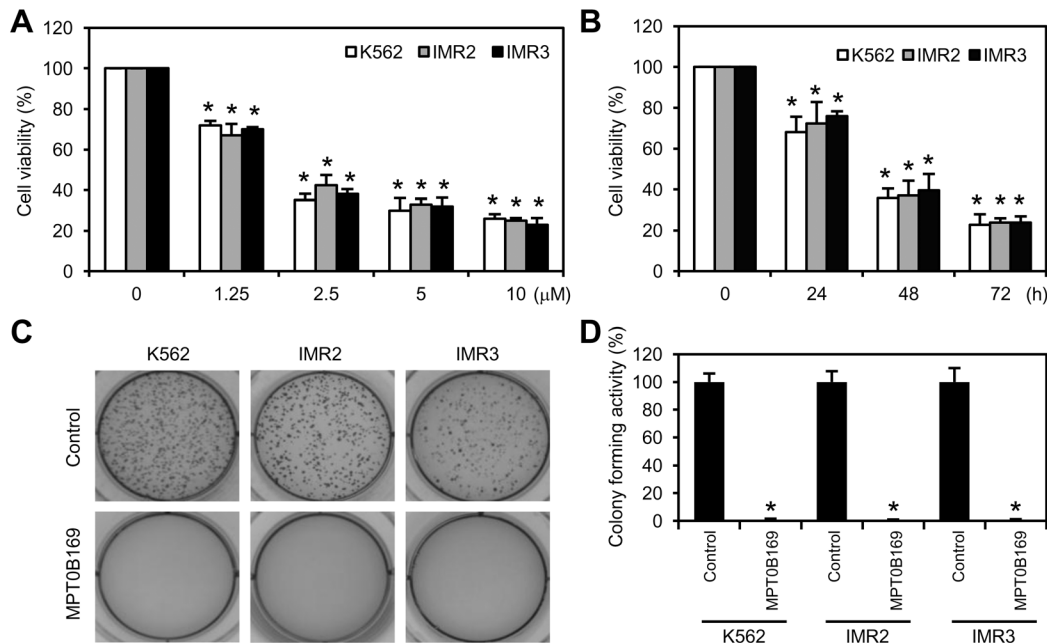 A
Cell viability (%)
120
100
80
60
40
20
0
K562 IMR2 IMR3
* * *
* * *
* * *
* * *
0 1.25 2.5 5 10 (μM)
B
Cell viability (%)
120
100
80
60
40
20
0
K562 IMR2 IMR3
* * *
* * *
* * *
0 24 48 72 (h)
C
K562 IMR2 IMR3
Control
MPT0B169
D
Colony forming activity (%)
120
100
80
60
40
20
0
* * *
Control MPT0B169 Control MPT0B169 Control MPT0B169
K562 IMR2 IMR3